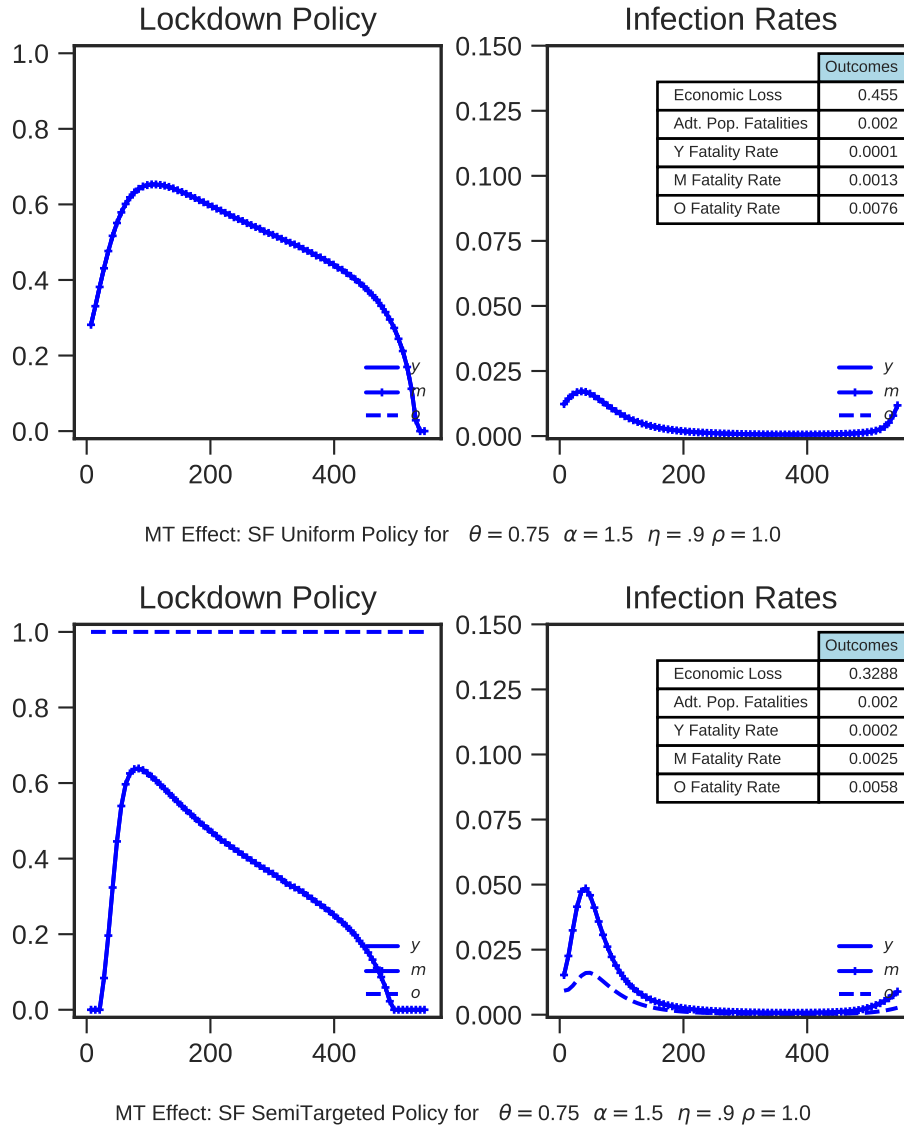 Lockdown Policy
1.0
0.8
0.6
0.4
0.2
0.0
0 200 400
y
m
o
Infection Rates
0.150
0.125
0.100
0.075
0.050
0.025
0.000
0 200 400
Outcomes
Economic Loss 0.455
Adt. Pop. Fatalities 0.002
Y Fatality Rate 0.0001
M Fatality Rate 0.0013
O Fatality Rate 0.0076
y
m
o
MT Effect: SF Uniform Policy for θ = 0.75 α = 1.5 η = .9 ρ = 1.0
Lockdown Policy
1.0
0.8
0.6
0.4
0.2
0.0
0 200 400
y
m
o
Infection Rates
0.150
0.125
0.100
0.075
0.050
0.025
0.000
0 200 400
Outcomes
Economic Loss 0.3288
Adt. Pop. Fatalities 0.002
Y Fatality Rate 0.0002
M Fatality Rate 0.0025
O Fatality Rate 0.0058
y
m
o
MT Effect: SF SemiTargeted Policy for θ = 0.75 α = 1.5 η = .9 ρ = 1.0